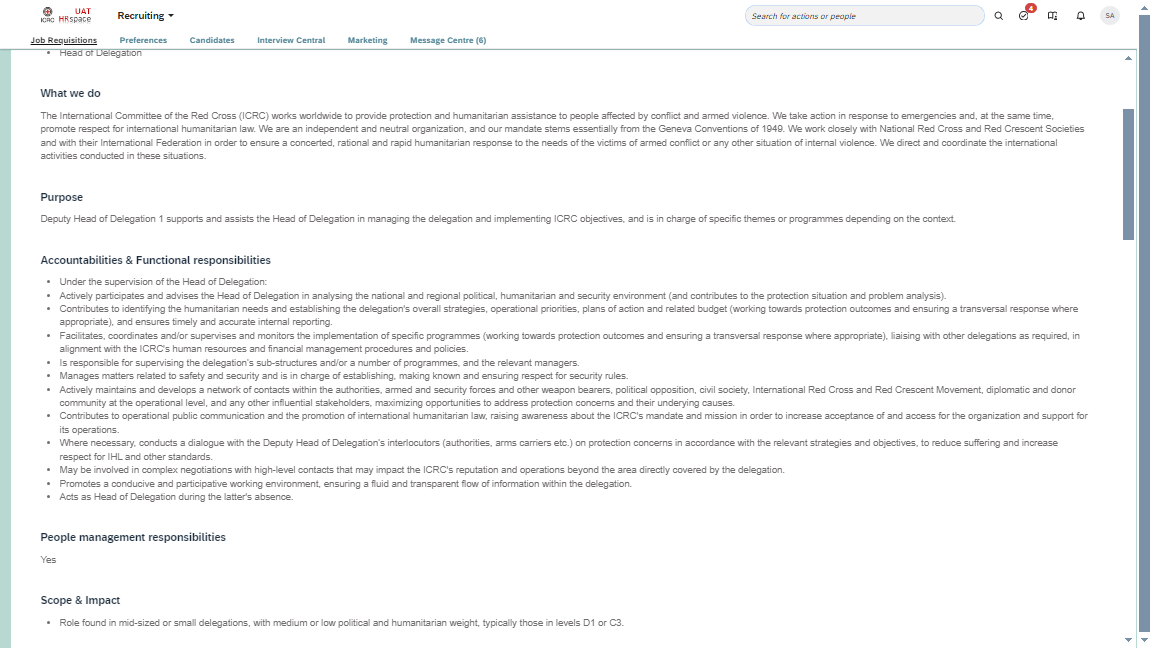 ICRC UAT HRspace
Recruiting
Search for actions or people
4
SA
Job Requisitions Preferences Candidates Interview Central Marketing Message Centre (6)
• Head of Delegation
What we do
The International Committee of the Red Cross (ICRC) works worldwide to provide protection and humanitarian assistance to people affected by conflict and armed violence. We take action in response to emergencies and, at the same time,
promote respect for international humanitarian law. We are an independent and neutral organization, and our mandate stems essentially from the Geneva Conventions of 1949. We work closely with National Red Cross and Red Crescent Societies
and with their International Federation in order to ensure a concerted, rational and rapid humanitarian response to the needs of the victims of armed conflict or any other situation of internal violence. We direct and coordinate the international
activities conducted in these situations.
Purpose
Deputy Head of Delegation 1 supports and assists the Head of Delegation in managing the delegation and implementing ICRC objectives, and is in charge of specific themes or programmes depending on the context.
Accountabilities & Functional responsibilities
• Under the supervision of the Head of Delegation:
• Actively participates and advises the Head of Delegation in analysing the national and regional political, humanitarian and security environment (and contributes to the protection situation and problem analysis).
• Contributes to identifying the humanitarian needs and establishing the delegation's overall strategies, operational priorities, plans of action and related budget (working towards protection outcomes and ensuring a transversal response where
appropriate), and ensures timely and accurate internal reporting.
• Facilitates, coordinates and/or supervises and monitors the implementation of specific programmes (working towards protection outcomes and ensuring a transversal response where appropriate), liaising with other delegations as required, in
alignment with the ICRC's human resources and financial management procedures and policies.
• Is responsible for supervising the delegation's sub-structures and/or a number of programmes, and the relevant managers.
• Manages matters related to safety and security and is in charge of establishing, making known and ensuring respect for security rules.
• Actively maintains and develops a network of contacts within the authorities, armed and security forces and other weapon bearers, political opposition, civil society, International Red Cross and Red Crescent Movement, diplomatic and donor
community at the operational level, and any other influential stakeholders, maximizing opportunities to address protection concerns and their underlying causes.
• Contributes to operational public communication and the promotion of international humanitarian law, raising awareness about the ICRC's mandate and mission in order to increase acceptance of and access for the organization and support for
its operations.
• Where necessary, conducts a dialogue with the Deputy Head of Delegation's interlocutors (authorities, arms carriers etc.) on protection concerns in accordance with the relevant strategies and objectives, to reduce suffering and increase
respect for IHL and other standards.
• May be involved in complex negotiations with high-level contacts that may impact the ICRC's reputation and operations beyond the area directly covered by the delegation.
• Promotes a conducive and participative working environment, ensuring a fluid and transparent flow of information within the delegation.
• Acts as Head of Delegation during the latter's absence.
People management responsibilities
Yes
Scope & Impact
• Role found in mid-sized or small delegations, with medium or low political and humanitarian weight, typically those in levels D1 or C3.